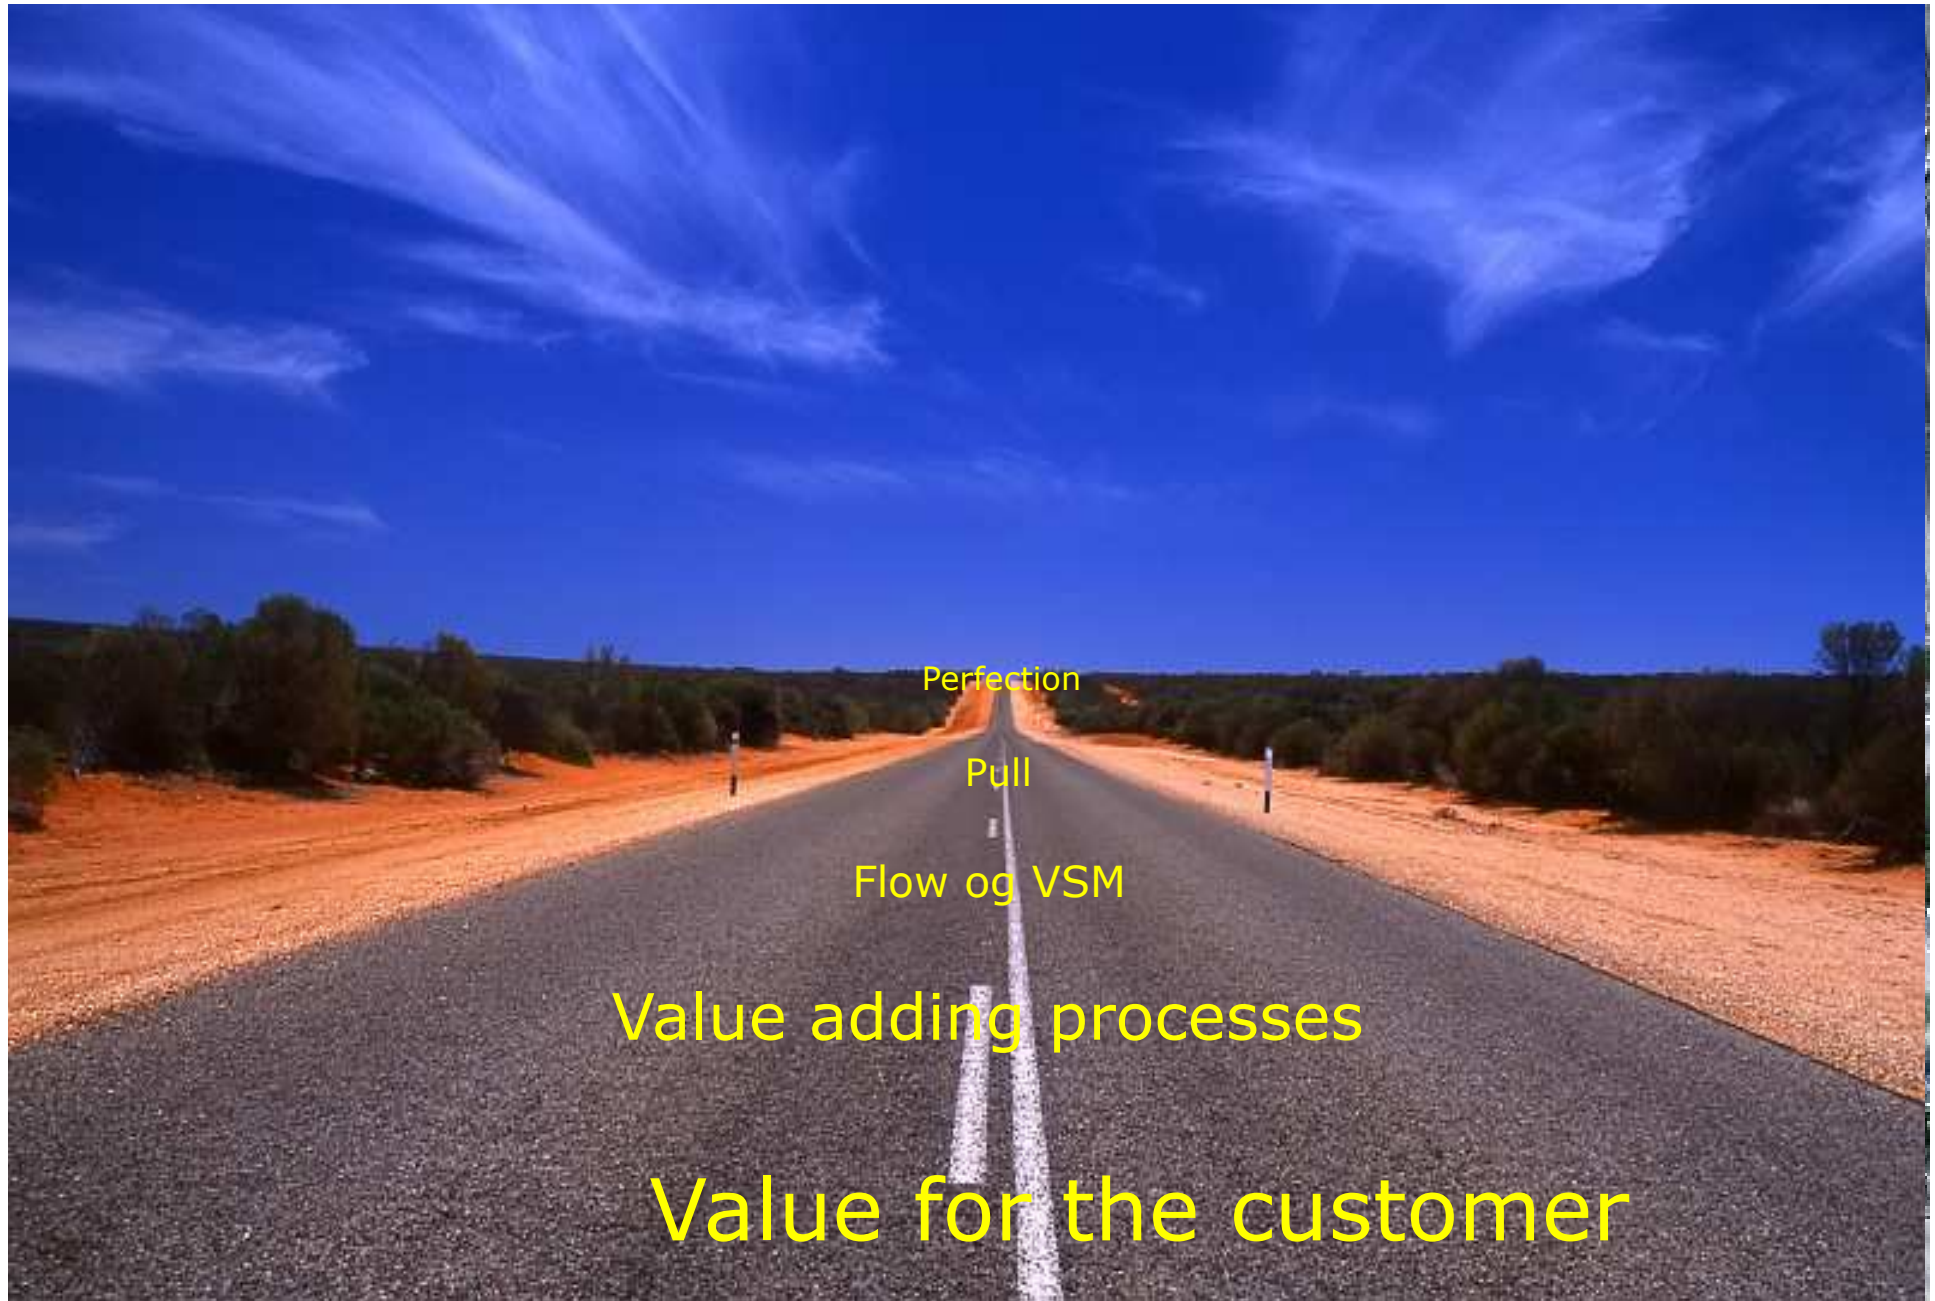 Perfection
Pull
Flow og VSM
Value adding processes
Value for the customer